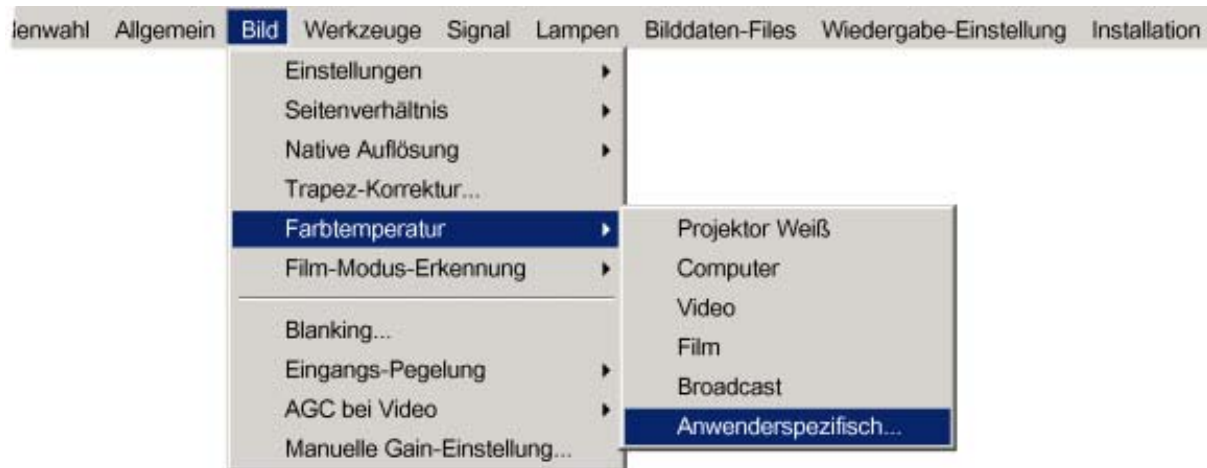 lenwahl Allgemein Bild Werkzeuge Signal Lampen Bilddaten-Files Wiedergabe-Einstellung Installation
Einstellungen
Seitenverhältnis
Native Auflösung
Trapez-Korrektur...
Farbtemperatur
Film-Modus-Erkennung
Blanking...
Eingangs-Pegelung
AGC bei Video
Manuelle Gain-Einstellung...
Projektor Weiß
Computer
Video
Film
Broadcast
Anwenderspezifisch...